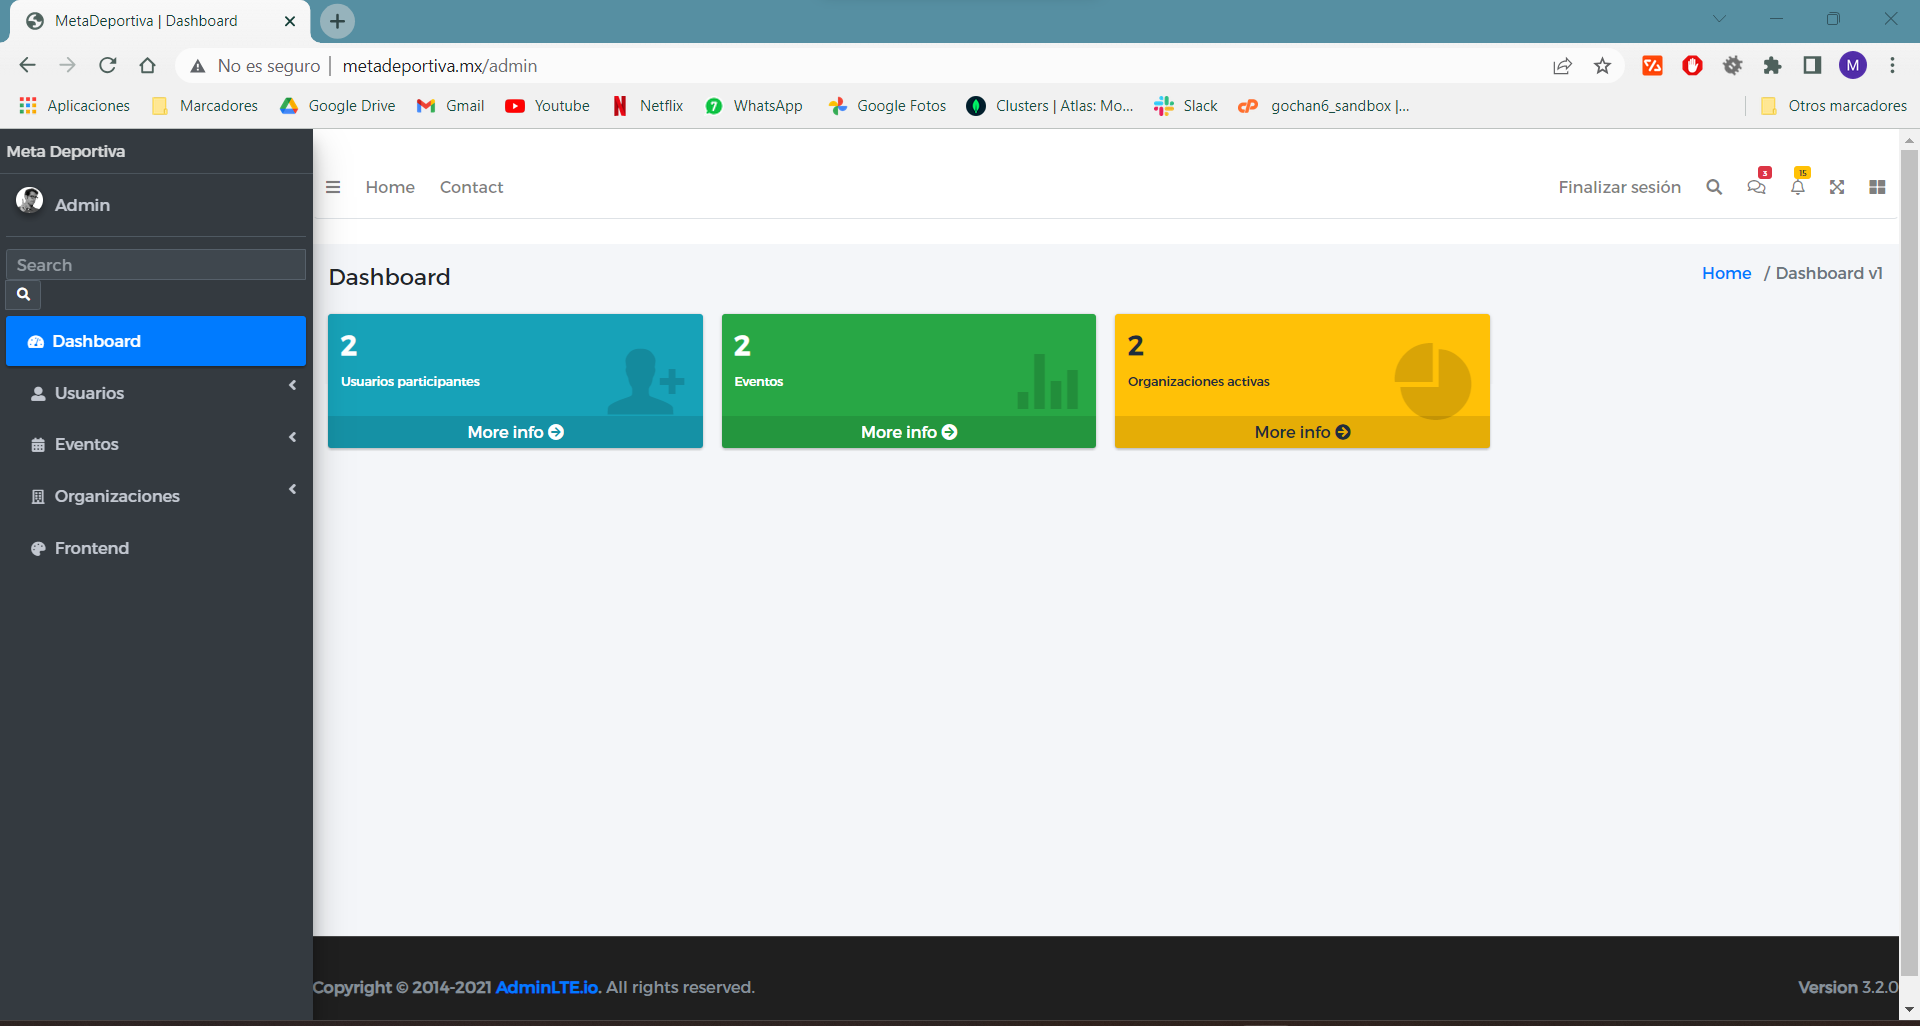 MetaDeportiva | Dashboard
No es seguro | metadeportiva.mx/admin
M
Aplicaciones Marcadores Google Drive Gmail Youtube Netflix WhatsApp Google Fotos Clusters | Atlas: Mo... Slack gochan6_sandbox |... Otros marcadores
Meta Deportiva
Admin
Search
Dashboard
Usuarios
Eventos
Organizaciones
Frontend
Home Contact Finalizar sesión 3 15
Dashboard
Home / Dashboard v1
2
Usuarios participantes
More info
2
Eventos
More info
2
Organizaciones activas
More info
Copyright © 2014-2021 AdminLTE.io. All rights reserved.
Version 3.2.0